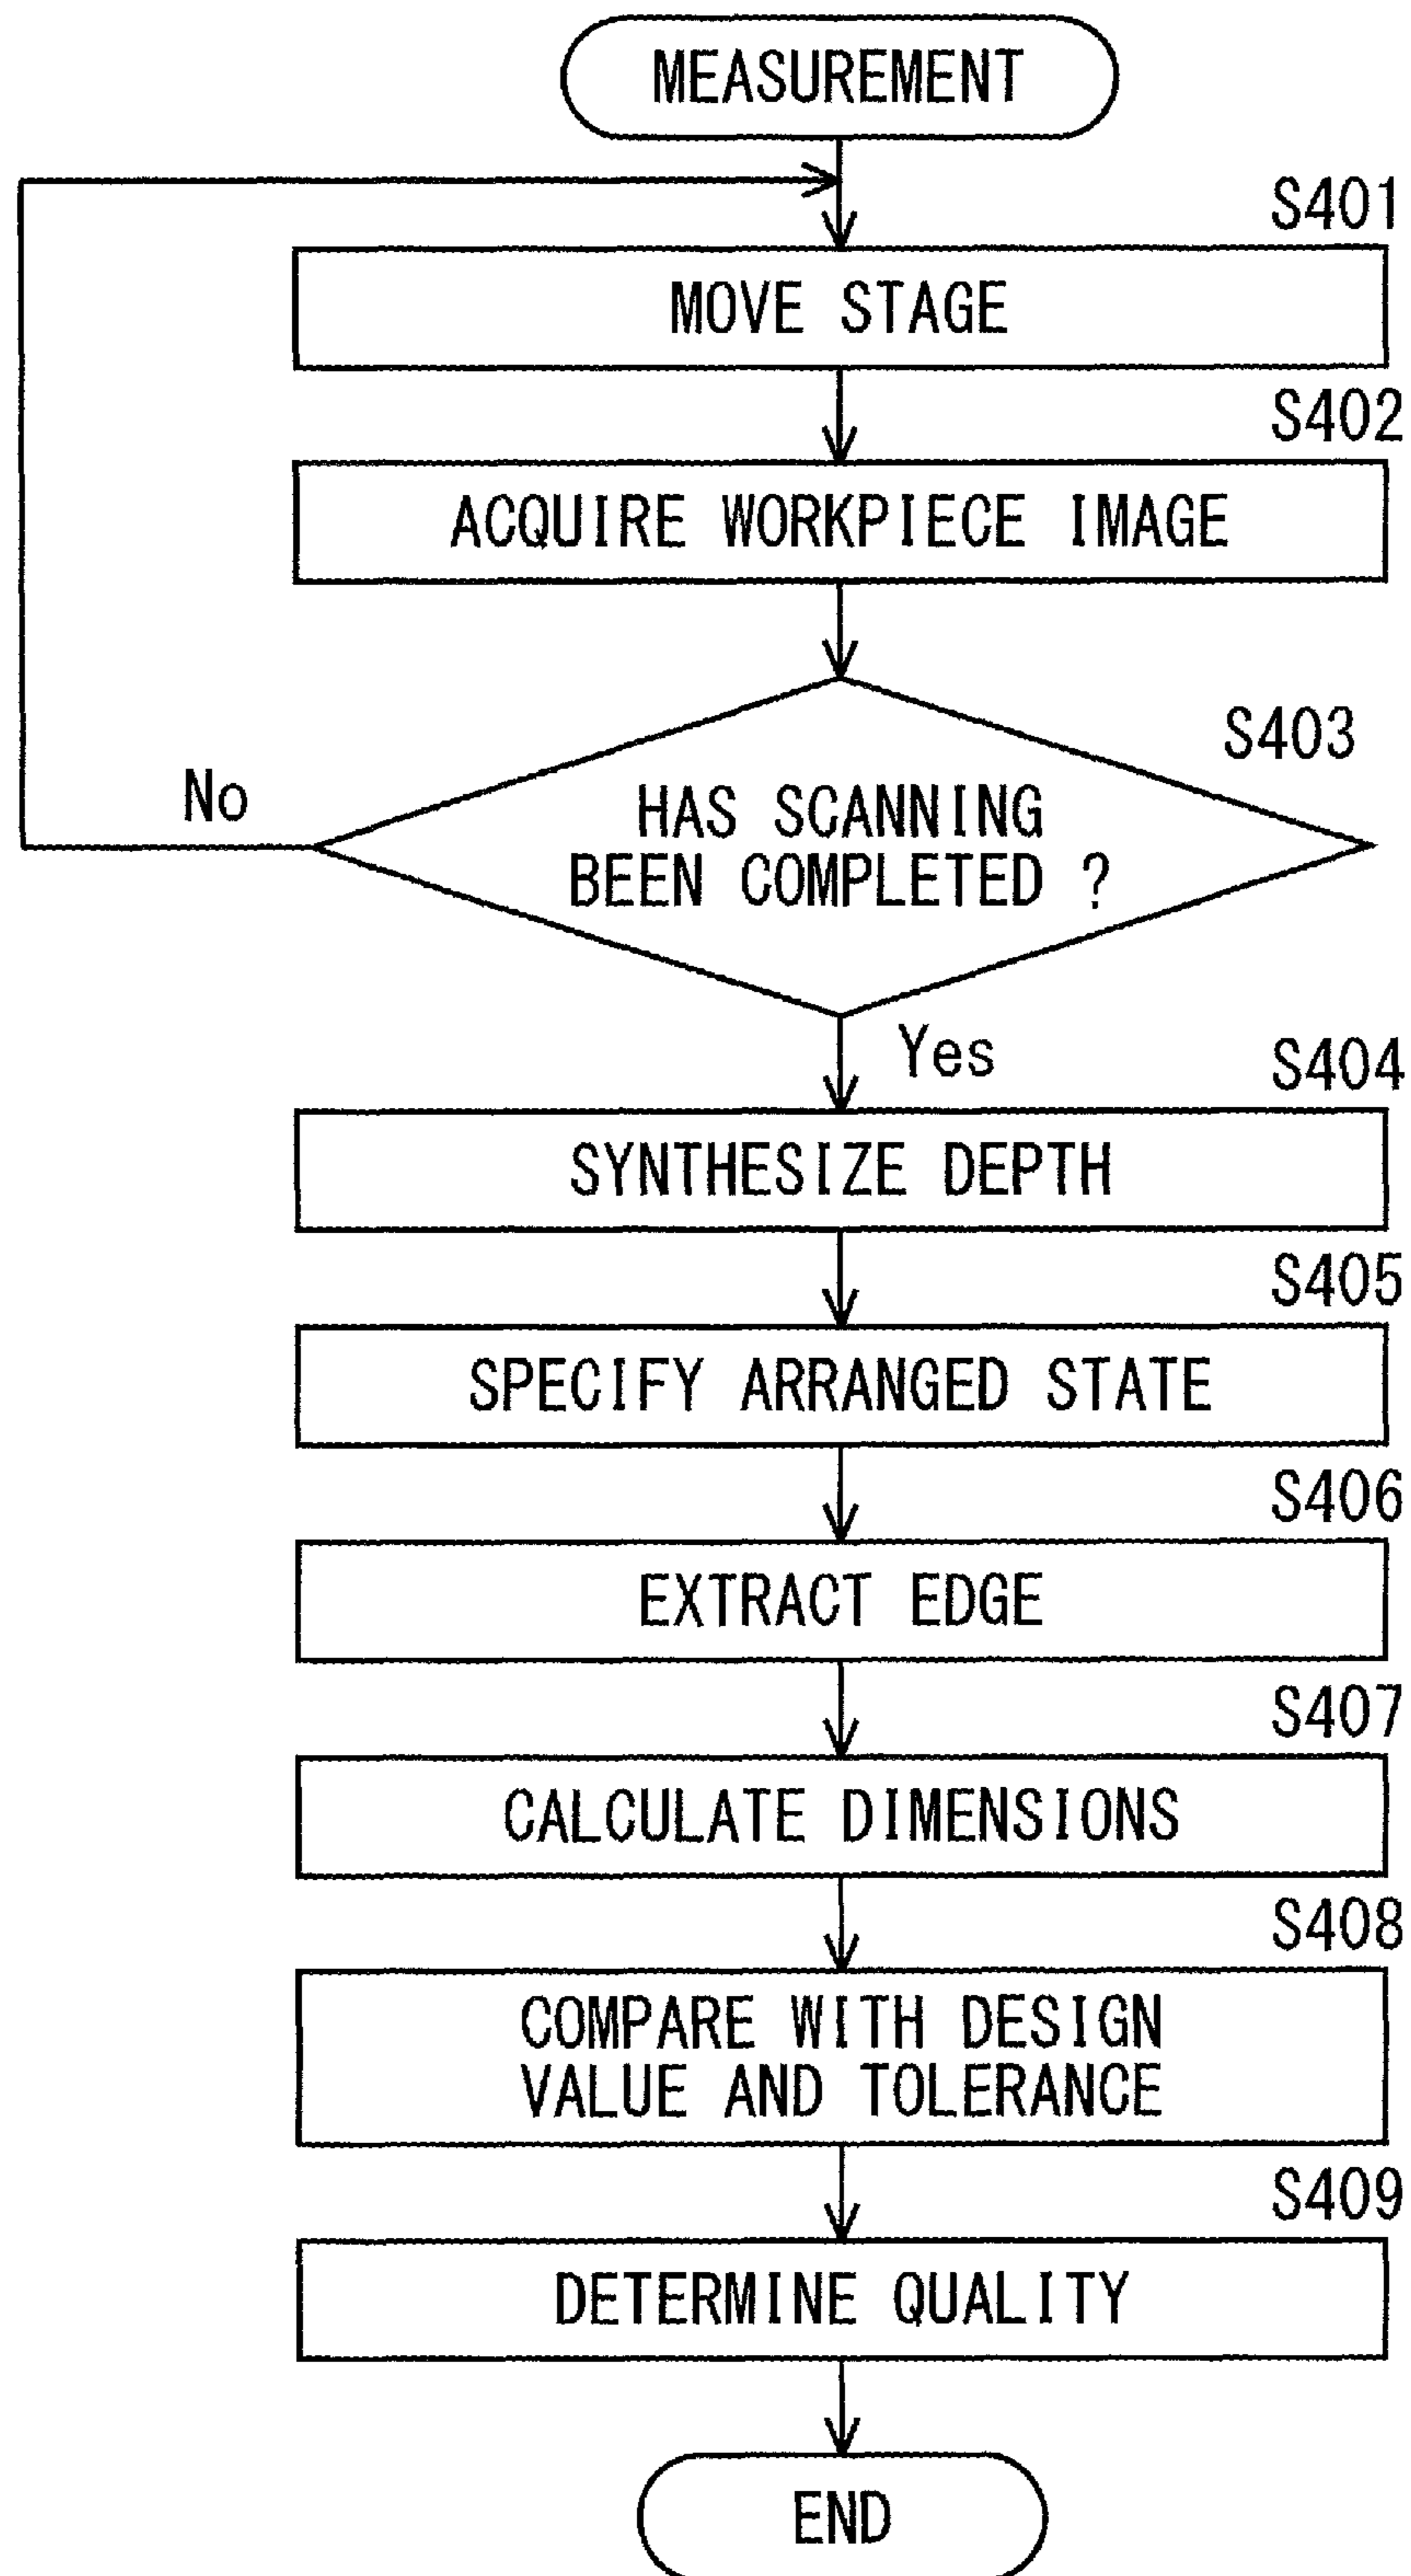 MEASUREMENT
S401
MOVE STAGE
S402
ACQUIRE WORKPIECE IMAGE
S403
HAS SCANNING
BEEN COMPLETED ?
No
Yes
S404
SYNTHESIZE DEPTH
S405
SPECIFY ARRANGED STATE
S406
EXTRACT EDGE
S407
CALCULATE DIMENSIONS
S408
COMPARE WITH DESIGN
VALUE AND TOLERANCE
S409
DETERMINE QUALITY
END